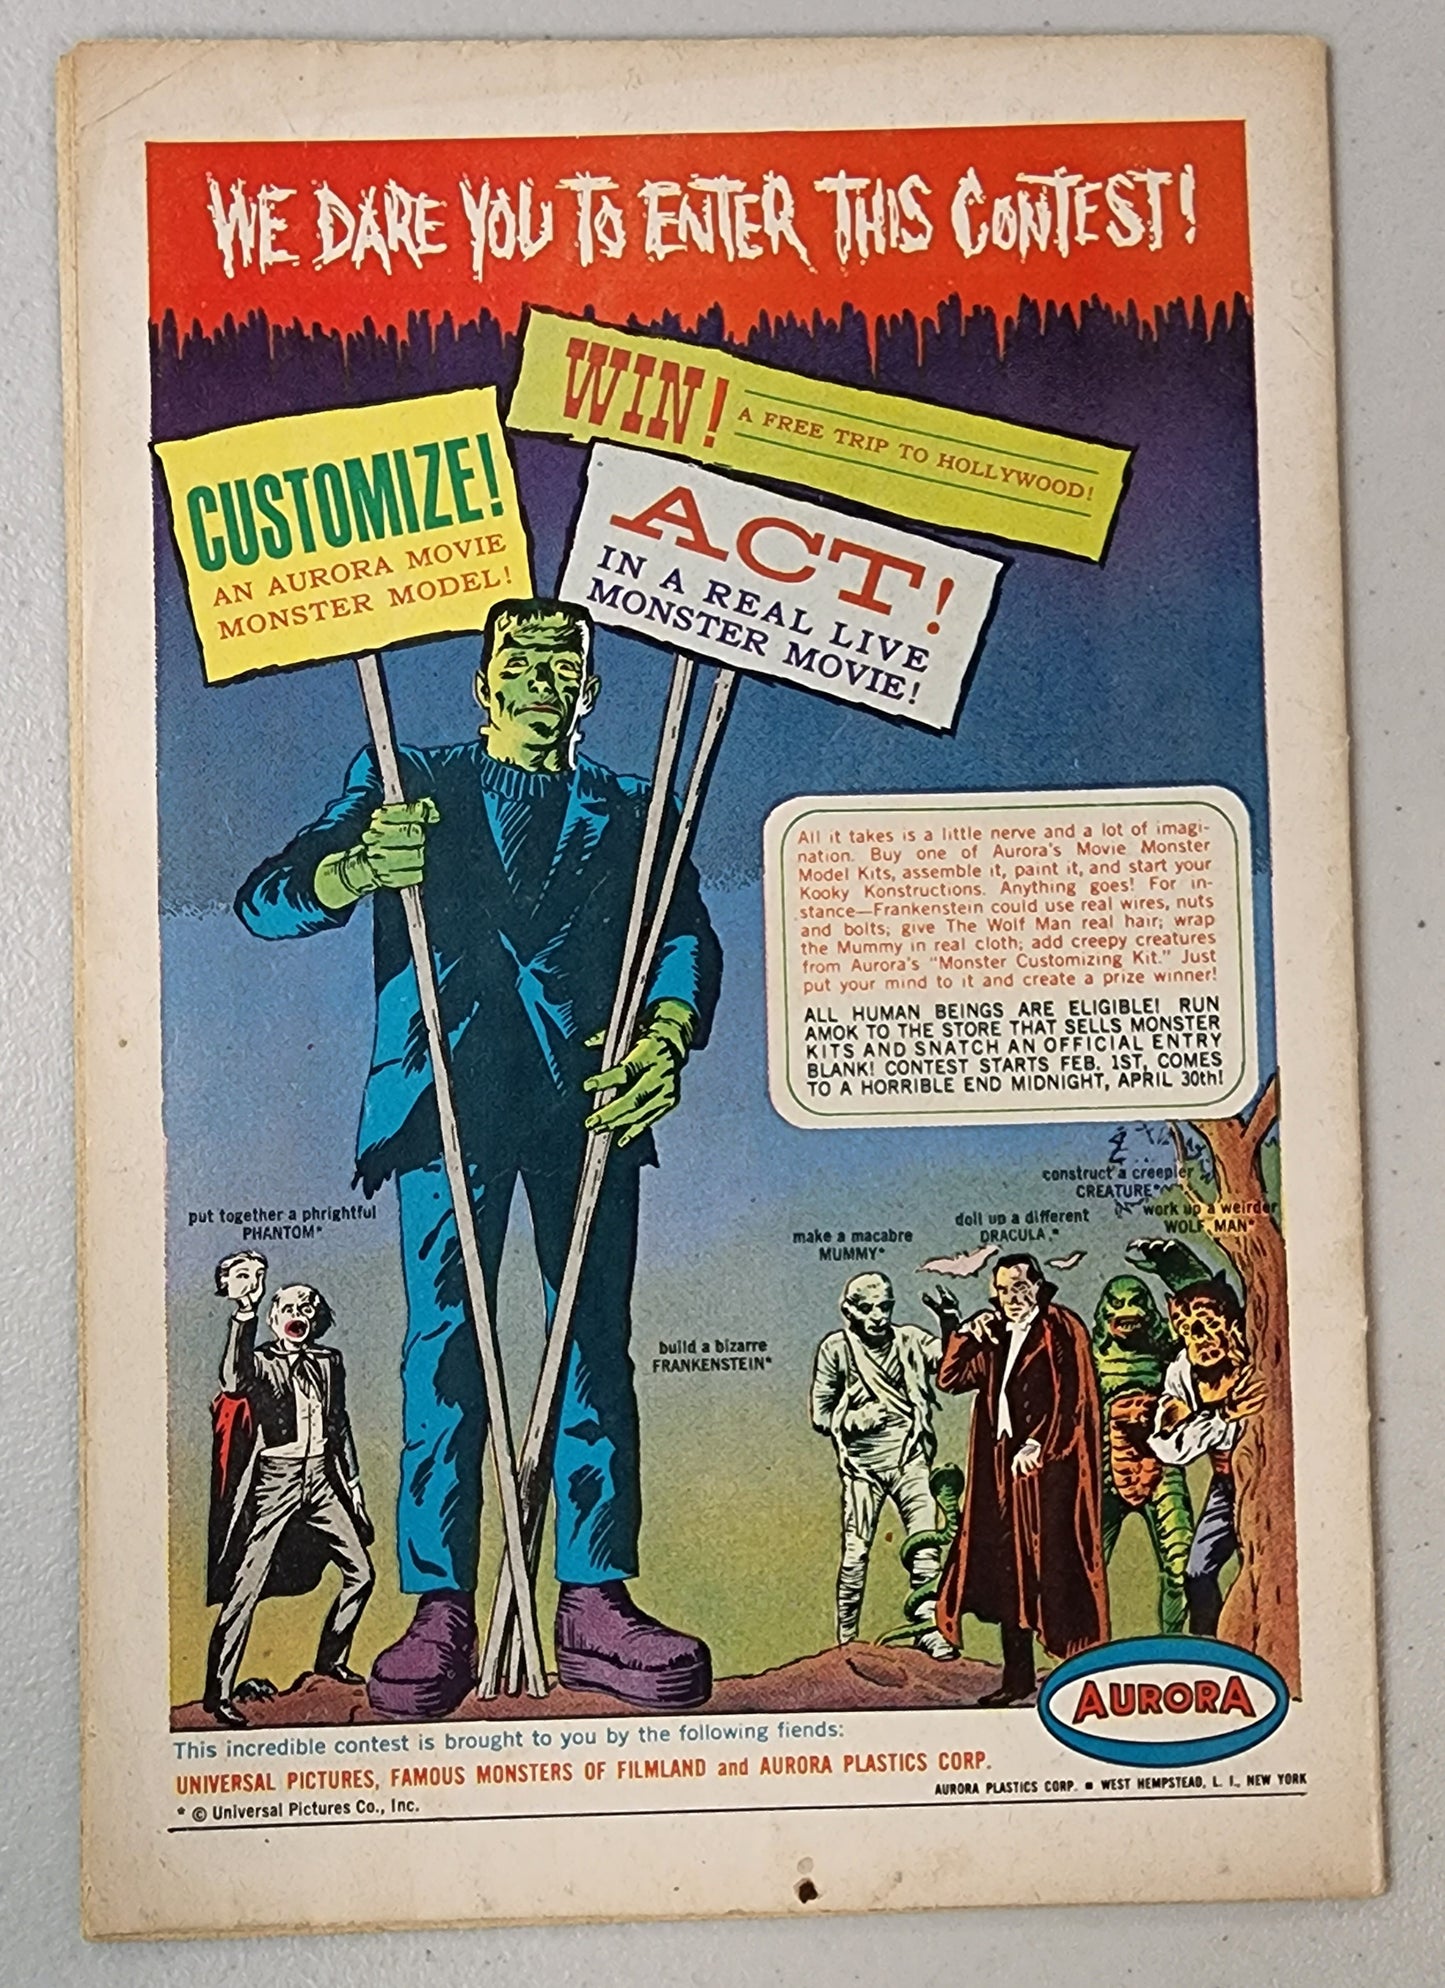 WE DARE YOU TO ENTER THIS CONTEST!
WIN! A FREE TRIP TO HOLLYWOOD!
CUSTOMIZE!
AN AURORA MOVIE
MONSTER MODEL!
ACT!
IN A REAL LIVE
MONSTER MOVIE!
All it takes is a little nerve and a lot of imagi-
nation. Buy one of Aurora's Movie Monster
Model Kits, assemble it, paint it, and start your
Kooky Konstructions. Anything goes! For in-
stance—Frankenstein could use real wires, nuts
and bolts; give The Wolf Man real hair; wrap
the Mummy in real cloth; add creepy creatures
from Aurora's "Monster Customizing Kit." Just
put your mind to it and create a prize winner!
ALL HUMAN BEINGS ARE ELIGIBLE! RUN
AMOK TO THE STORE THAT SELLS MONSTER
KITS AND SNATCH AN OFFICIAL ENTRY
BLANK! CONTEST STARTS FEB. 1ST, COMES
TO A HORRIBLE END MIDNIGHT, APRIL 30th!
put together a phrightful
PHANTOM*
build a bizarre
FRANKENSTEIN*
make a macabre
MUMMY*
doll up a different
DRACULA*
construct a creepier
CREATURE*
work up a weirder
WOLF MAN*
AURORA
This incredible contest is brought to you by the following fiends:
UNIVERSAL PICTURES, FAMOUS MONSTERS OF FILMLAND and AURORA PLASTICS CORP.
AURORA PLASTICS CORP. ■ WEST HEMPSTEAD, L. I., NEW YORK
* © Universal Pictures Co., Inc.